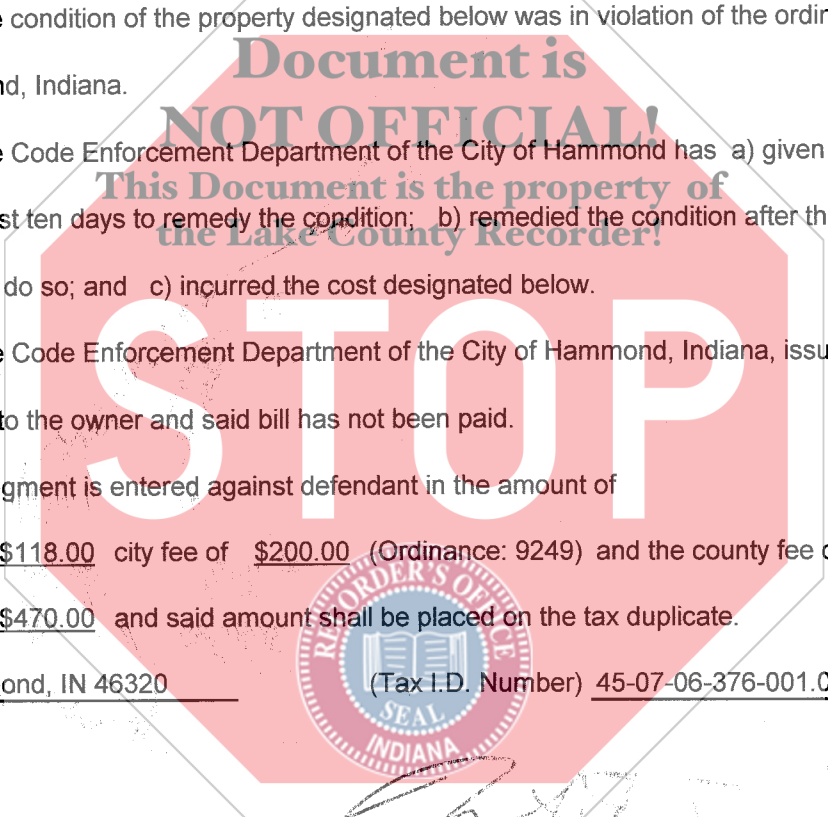 e condition of the property designated below was in violation of the ordin
Document is
nd, Indiana.
NOT OFFICIAL!
e Code Enforcement Department of the City of Hammond has a) given
This Document is the property of
st ten days to remedy the condition; b) remedied the condition after th
the Lake County Recorder!
do so; and c) incurred the cost designated below.
STOP
e Code Enforcement Department of the City of Hammond, Indiana, issu
to the owner and said bill has not been paid.
gment is entered against defendant in the amount of
$118.00 city fee of $200.00 (Ordinance: 9249) and the county fee o
$470.00 and said amount shall be placed on the tax duplicate.
RECORDER'S OFFICE
ond, IN 46320 (Tax I.D. Number) 45-07-06-376-001.0
SEAL
INDIANA